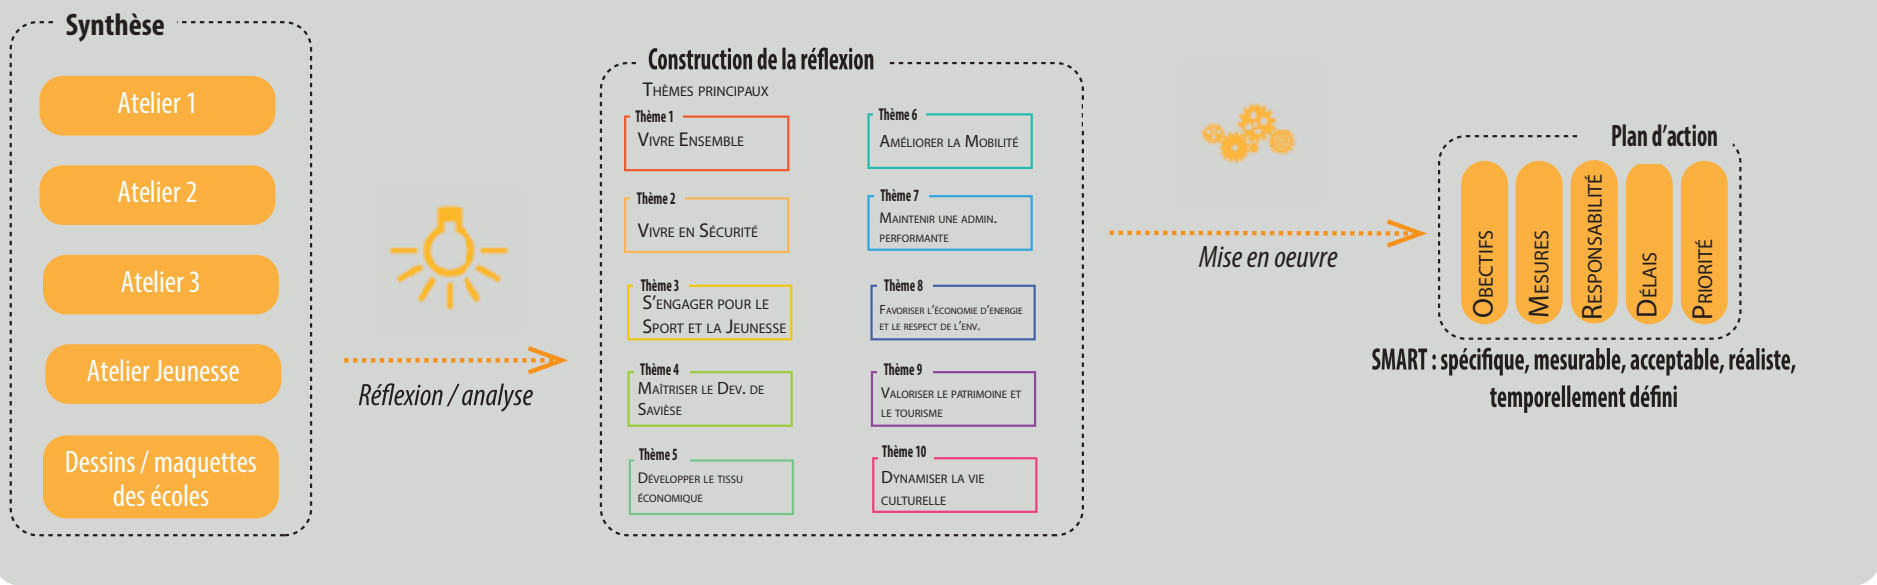 Synthèse
Atelier 1
Atelier 2
Atelier 3
Atelier Jeunesse
Dessins / maquettes
des écoles
Réflexion / analyse
Construction de la réflexion
Thèmes principaux
Thème 1
Vivre Ensemble
Thème 2
Vivre en Sécurité
Thème 3
S'engager pour le
Sport et la Jeunesse
Thème 4
Maîtriser le Dev. de
Savièse
Thème 5
Développer le tissu
économique
Thème 6
Améliorer la Mobilité
Thème 7
Maintenir une admin.
performante
Thème 8
Favoriser l'économie d'energie
et le respect de l'env.
Thème 9
Valoriser le patrimoine et
le tourisme
Thème 10
Dynamiser la vie
culturelle
Mise en oeuvre
Plan d'action
Obectifs
Mesures
Responsabilité
Délais
Priorité
SMART : spécifique, mesurable, acceptable, réaliste,
temporellement défini